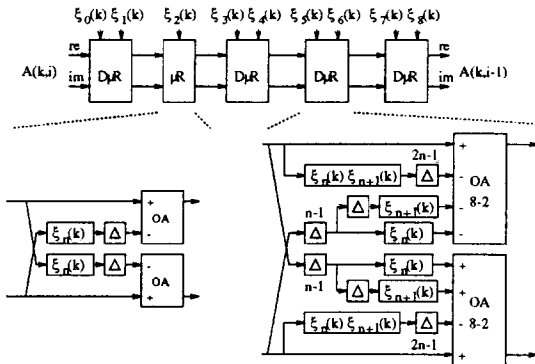 ξ₀(k) ξ₁(k) ξ₂(k) ξ₃(k) ξ₄(k) ξ₅(k) ξ₆(k) ξ₇(k) ξ₈(k)
re re
A(k,i) DμR μR DμR DμR DμR A(k,i-1)
im im
+
2n-1
ξₙ(k) ξₙ₊₁(k) Δ -
+ OA
n-1 Δ ξₙ₊₁(k) - 8-2
ξₙ(k) Δ - OA Δ ξₙ(k) -
ξₙ(k) Δ - OA Δ ξₙ(k) +
n-1 Δ ξₙ₊₁(k) + OA
+
ξₙ(k) ξₙ₊₁(k) Δ - 8-2
2n-1
+